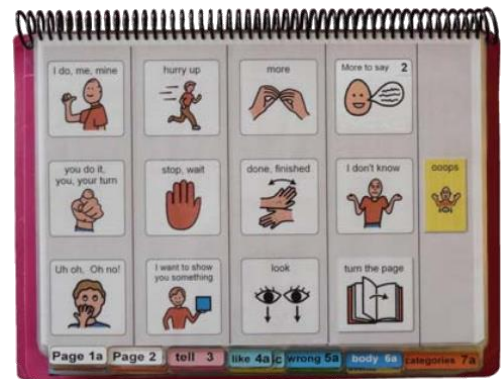 I do, me, mine
hurry up
more
More to say 2
you do it,
you, your turn
stop, wait
done, finished
I don't know
ooops
Uh oh, Oh no!
I want to show
you something
look
turn the page
Page 1a
Page 2
tell 3
like 4a
c
wrong 5a
body 6a
categories 7a